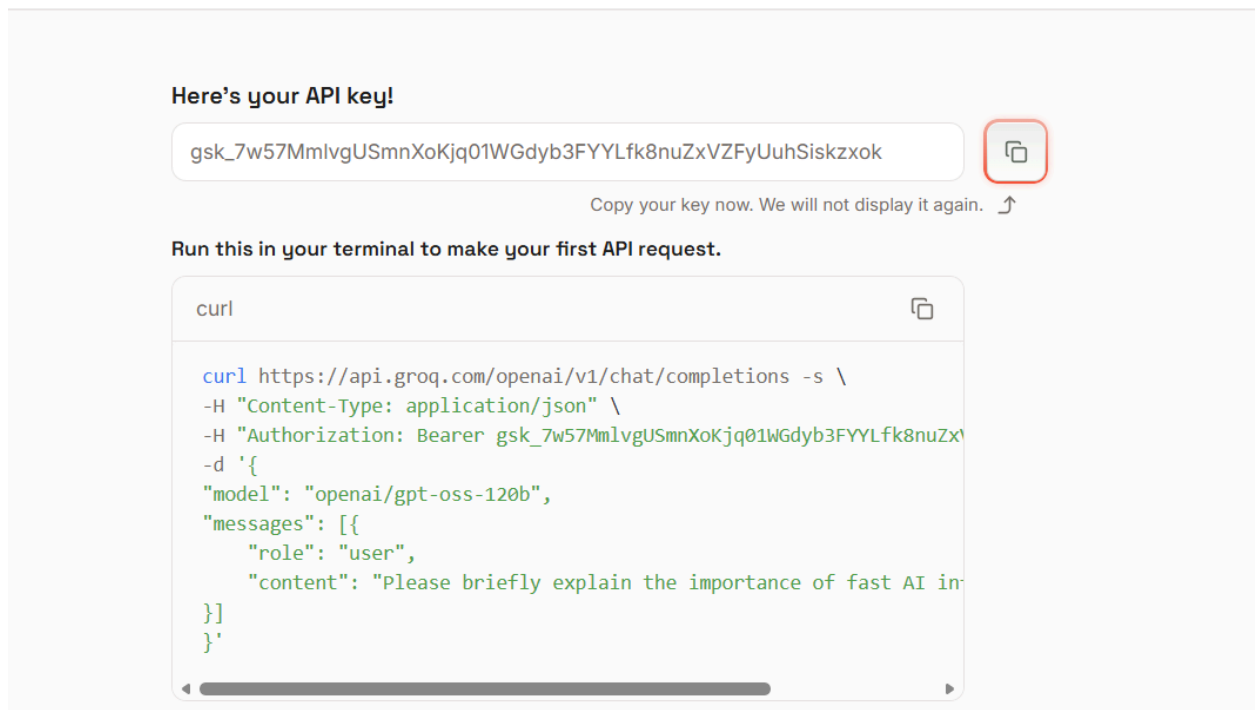 Here's your API key!
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
Copy your key now. We will not display it again.
Run this in your terminal to make your first API request.
curl
curl https://api.groq.com/openai/v1/chat/completions -s \
-H "Content-Type: application/json" \
-H "Authorization: Bearer gsk_7w57MmlvgUSmnXoKjq01WGdyb3FYYLfk8nuZx
-d '{
"model": "openai/gpt-oss-120b",
"messages": [{
    "role": "user",
    "content": "Please briefly explain the importance of fast AI in
}]
}'